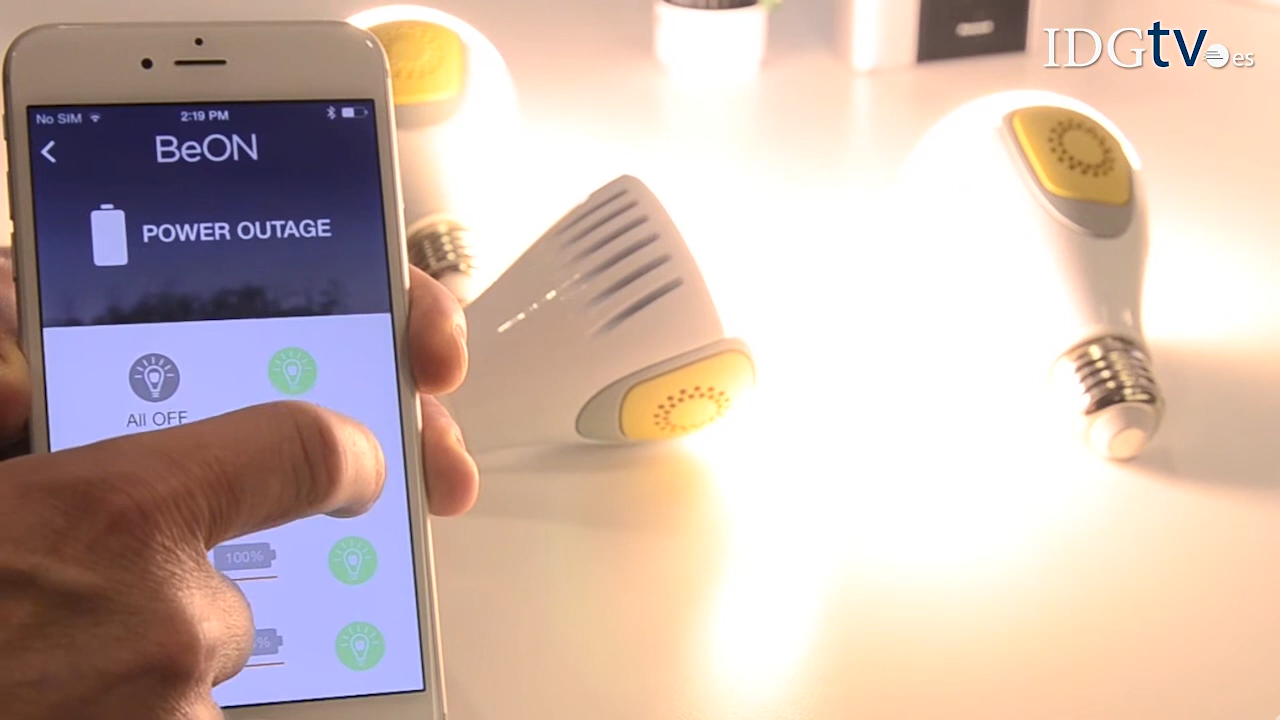 IDGtv.es
No SIM 2:19 PM
BeON
POWER OUTAGE
All OFF
100%